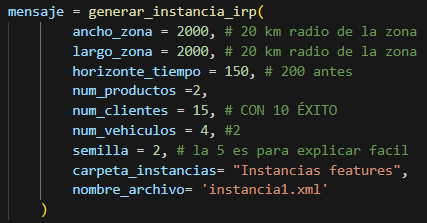 mensaje = generar_instancia_irp(
ancho_zona = 2000, # 20 km radio de la zona
largo_zona = 2000, # 20 km radio de la zona
horizonte_tiempo = 150, # 200 antes
num_productos =2,
num_clientes = 15, # CON 10 ÉXITO
num_vehiculos = 4, #2
semilla = 2, # la 5 es para explicar facil
carpeta_instancias= "Instancias features",
nombre_archivo= 'instancia1.xml'
)